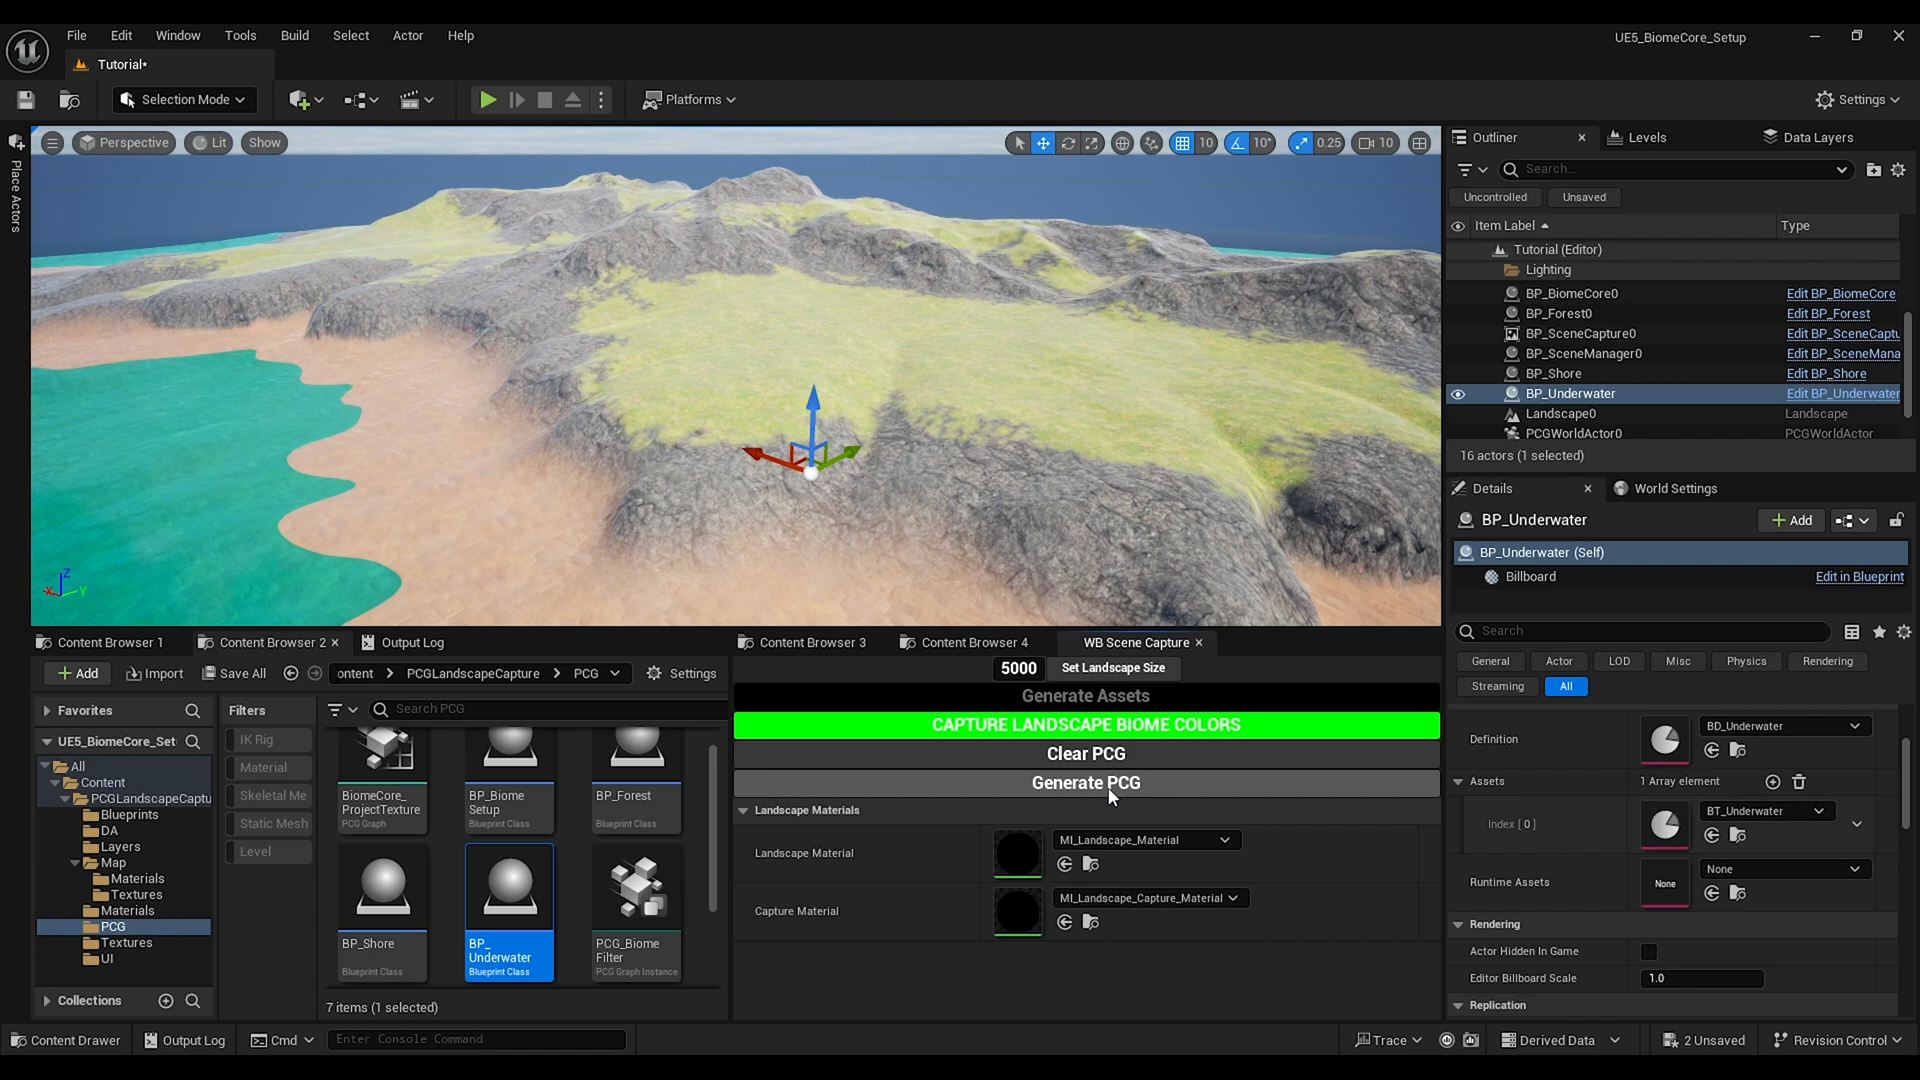 File Edit Window Tools Build Select Actor Help
UE5_BiomeCore_Setup
Tutorial*
Selection Mode
Platforms
Settings
Place Actors
Perspective Lit Show
10 10° 0.25 10
Outliner Levels Data Layers
Search...
Uncontrolled Unsaved
Item Label Type
Tutorial (Editor)
Lighting
BP_BiomeCore0 Edit BP_BiomeCore
BP_Forest0 Edit BP_Forest
BP_SceneCapture0 Edit BP_SceneCaptu
BP_SceneManager0 Edit BP_SceneMana
BP_Shore Edit BP_Shore
BP_Underwater Edit BP_Underwater
Landscape0 Landscape
PCGWorldActor0 PCGWorldActor
16 actors (1 selected)
Details World Settings
BP_Underwater Add
BP_Underwater (Self)
Billboard Edit in Blueprint
Search
General Actor LOD Misc Physics Rendering
Streaming All
Definition BD_Underwater
Assets 1 Array element
Index [ 0 ] BT_Underwater
Runtime Assets None None
Rendering
Actor Hidden In Game
Editor Billboard Scale 1.0
Replication
Z
X Y
Content Browser 1 Content Browser 2 Output Log
Add Import Save All ontent PCGLandscapeCapture PCG Settings
Favorites
UE5_BiomeCore_Set
All
Content
PCGLandscapeCaptu
Blueprints
DA
Layers
Map
Materials
Textures
Materials
PCG
Textures
UI
Collections
Filters
IK Rig
Material
Skeletal Me
Static Mesh
Level
Search PCG
BiomeCore_
ProjectTexture
PCG Graph
BP_Biome
Setup
Blueprint Class
BP_Forest
Blueprint Class
BP_Shore
Blueprint Class
BP_
Underwater
Blueprint Class
PCG_Biome
Filter
PCG Graph Instance
7 items (1 selected)
Content Browser 3 Content Browser 4 WB Scene Capture
5000 Set Landscape Size
Generate Assets
CAPTURE LANDSCAPE BIOME COLORS
Clear PCG
Generate PCG
Landscape Materials
Landscape Material MI_Landscape_Material
Capture Material MI_Landscape_Capture_Material
Content Drawer Output Log Cmd Enter Console Command
Trace Derived Data 2 Unsaved Revision Control